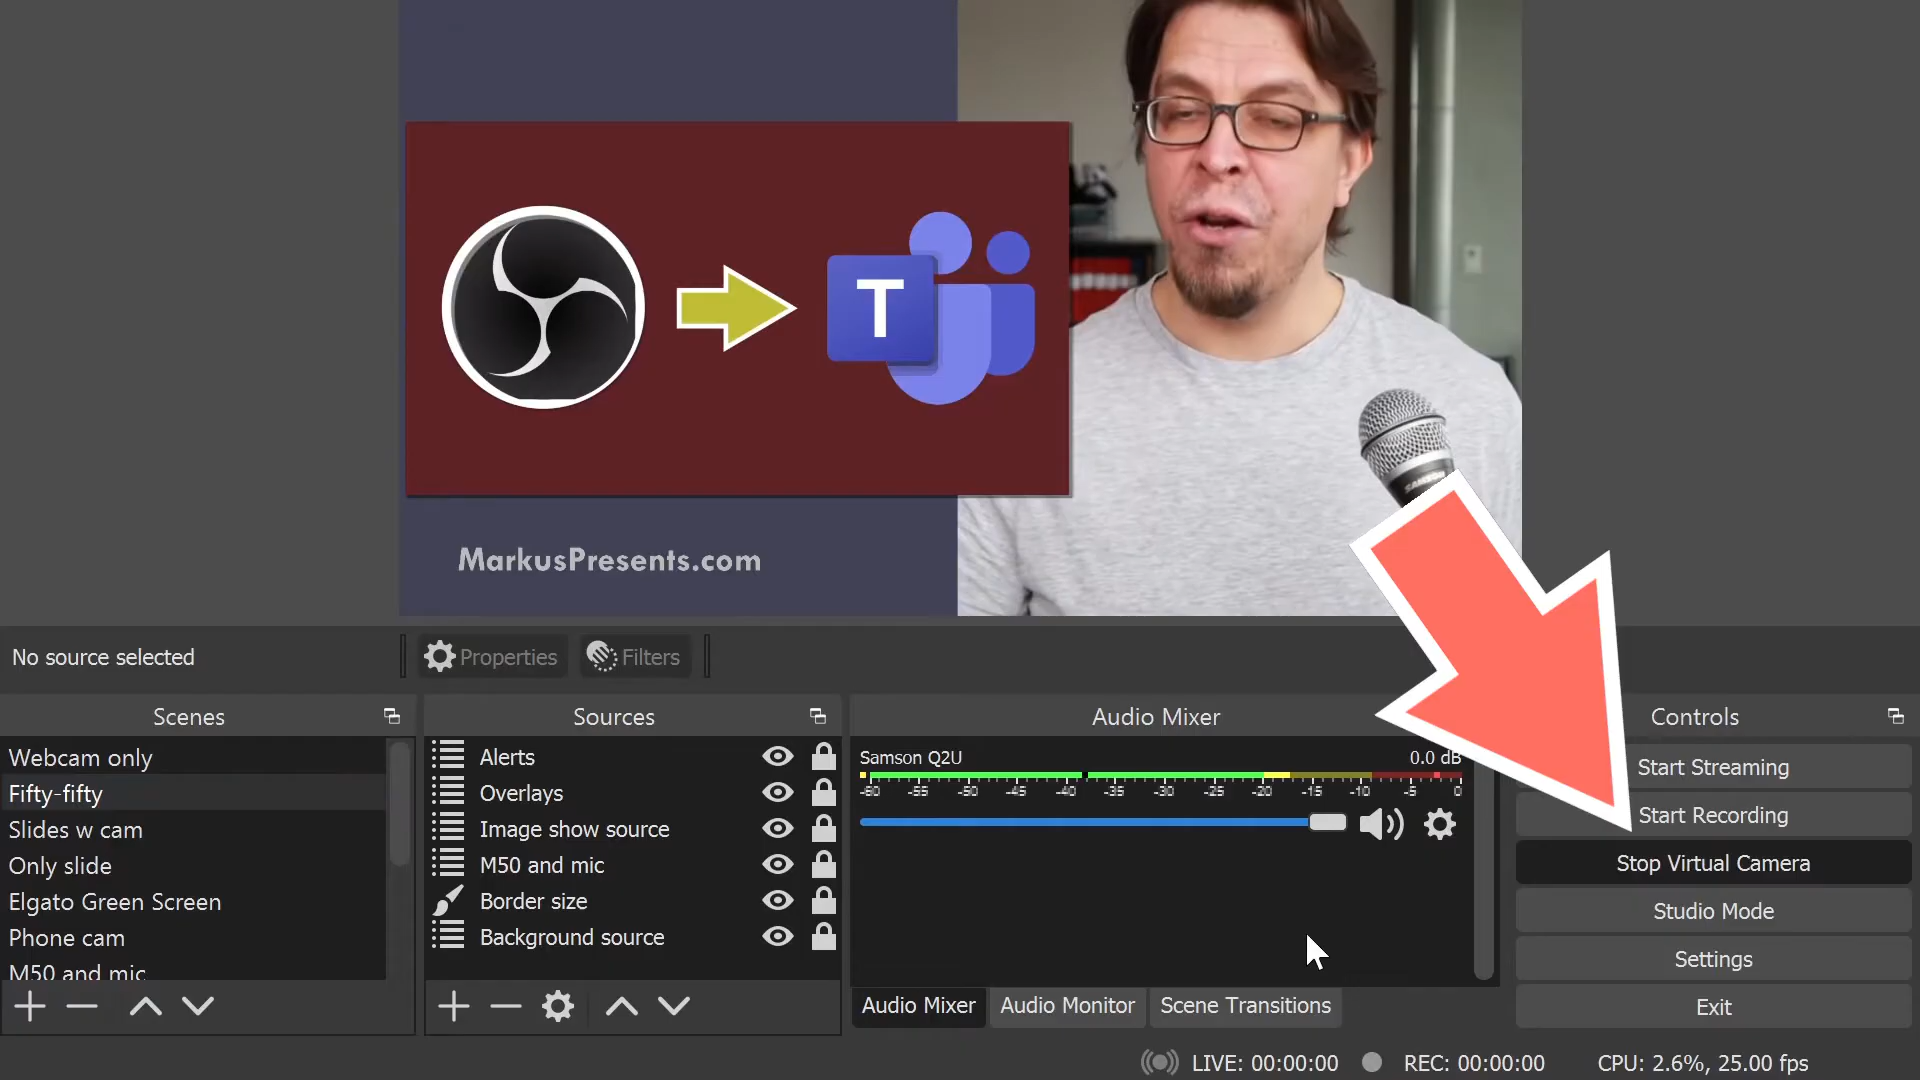 T
SAMSON
MarkusPresents.com
No source selected
Properties
Filters
Scenes
Webcam only
Fifty-fifty
Slides w cam
Only slide
Elgato Green Screen
Phone cam
M50 and mic
Sources
Alerts
Overlays
Image show source
M50 and mic
Border size
Background source
Audio Mixer
Samson Q2U 0.0 dB
-60 -55 -50 -45 -40 -35 -30 -25 -20 -15 -10 -5 0
Audio Mixer Audio Monitor Scene Transitions
Controls
Start Streaming
Start Recording
Stop Virtual Camera
Studio Mode
Settings
Exit
LIVE: 00:00:00 REC: 00:00:00 CPU: 2.6%, 25.00 fps